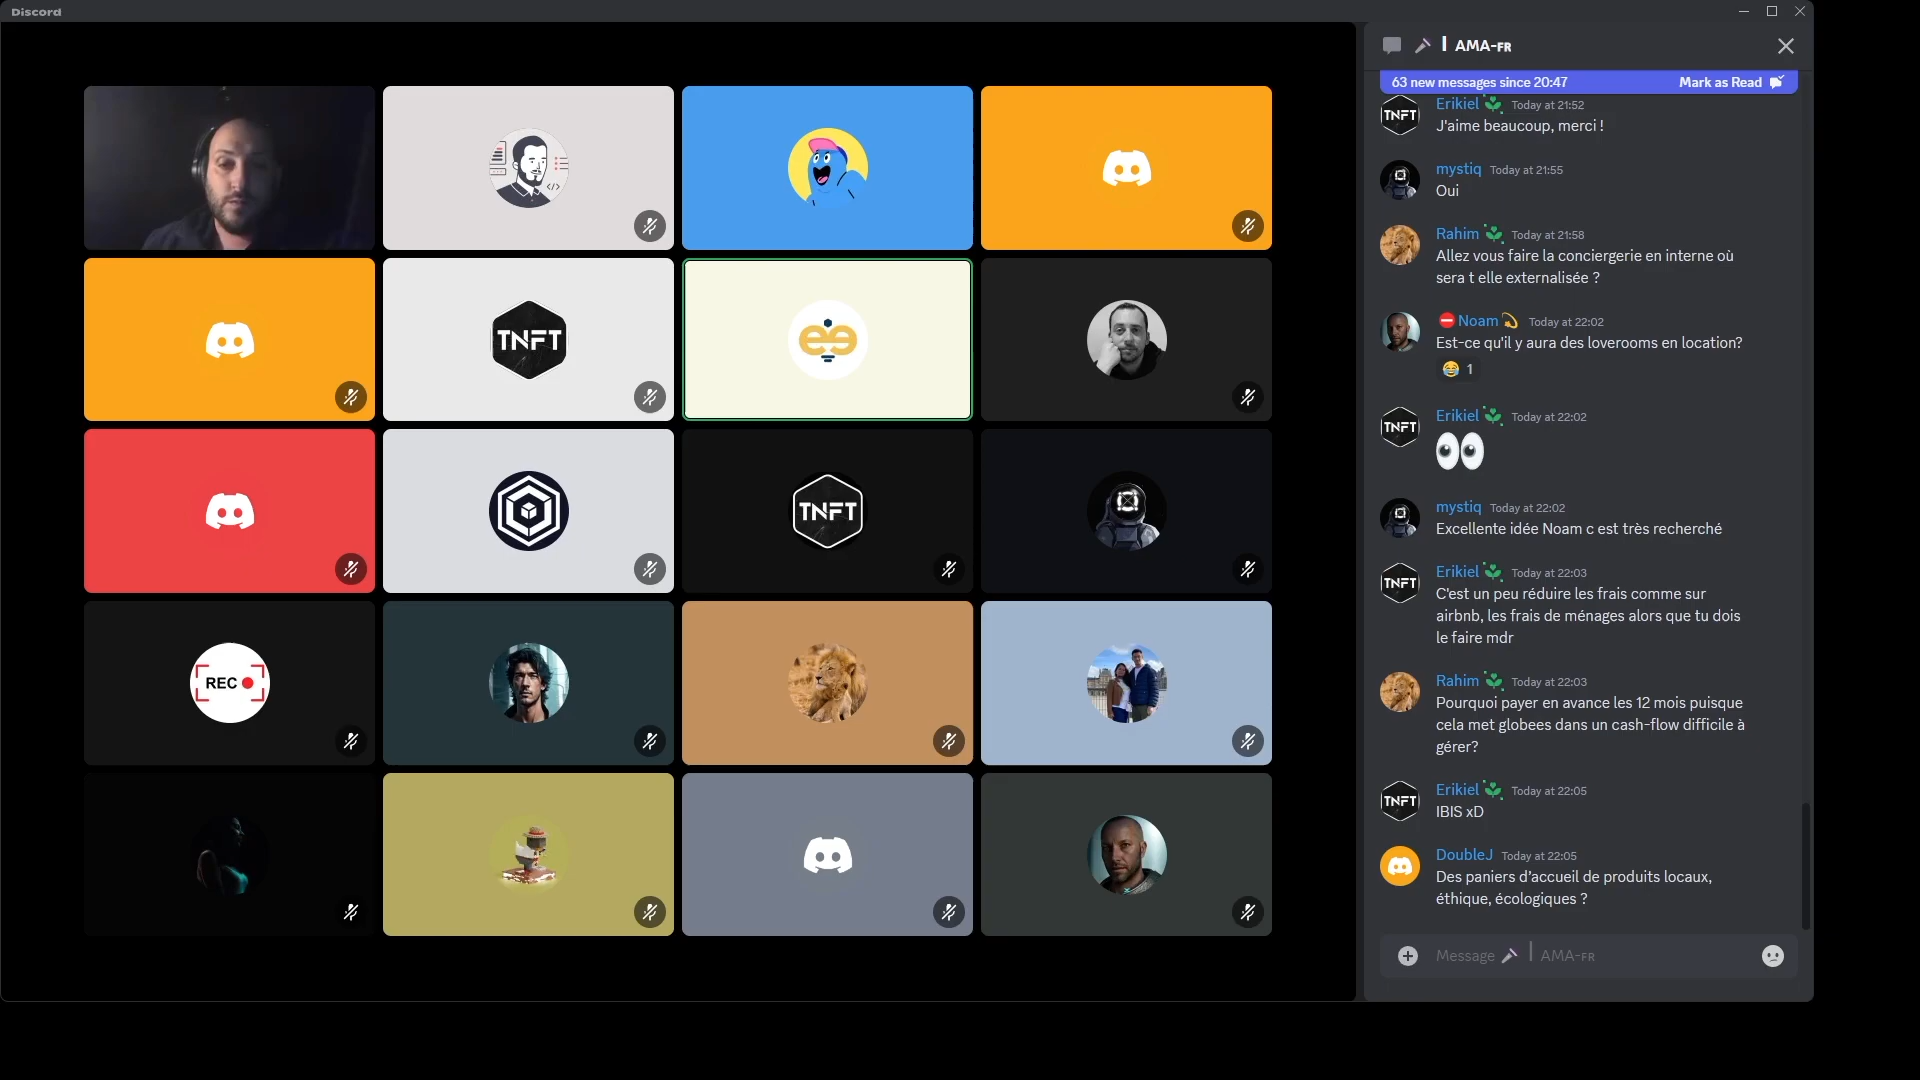 Discord
AMA-FR
63 new messages since 20:47
Mark as Read
Erikiel Today at 21:52
J'aime beaucoup, merci !
mystiq Today at 21:55
Oui
Rahim Today at 21:58
Allez vous faire la conciergerie en interne où
sera t elle externalisée ?
Noam Today at 22:02
Est-ce qu'il y aura des loverooms en location?
1
Erikiel Today at 22:02
mystiq Today at 22:02
Excellente idée Noam c est très recherché
Erikiel Today at 22:03
C'est un peu réduire les frais comme sur
airbnb, les frais de ménages alors que tu dois
le faire mdr
Rahim Today at 22:03
Pourquoi payer en avance les 12 mois puisque
cela met globees dans un cash-flow difficile à
gérer?
Erikiel Today at 22:05
IBIS xD
DoubleJ Today at 22:05
Des paniers d'accueil de produits locaux,
éthique, écologiques ?
Message AMA-FR
TNFT
TNFT
REC
TNFT
TNFT
TNFT
TNFT